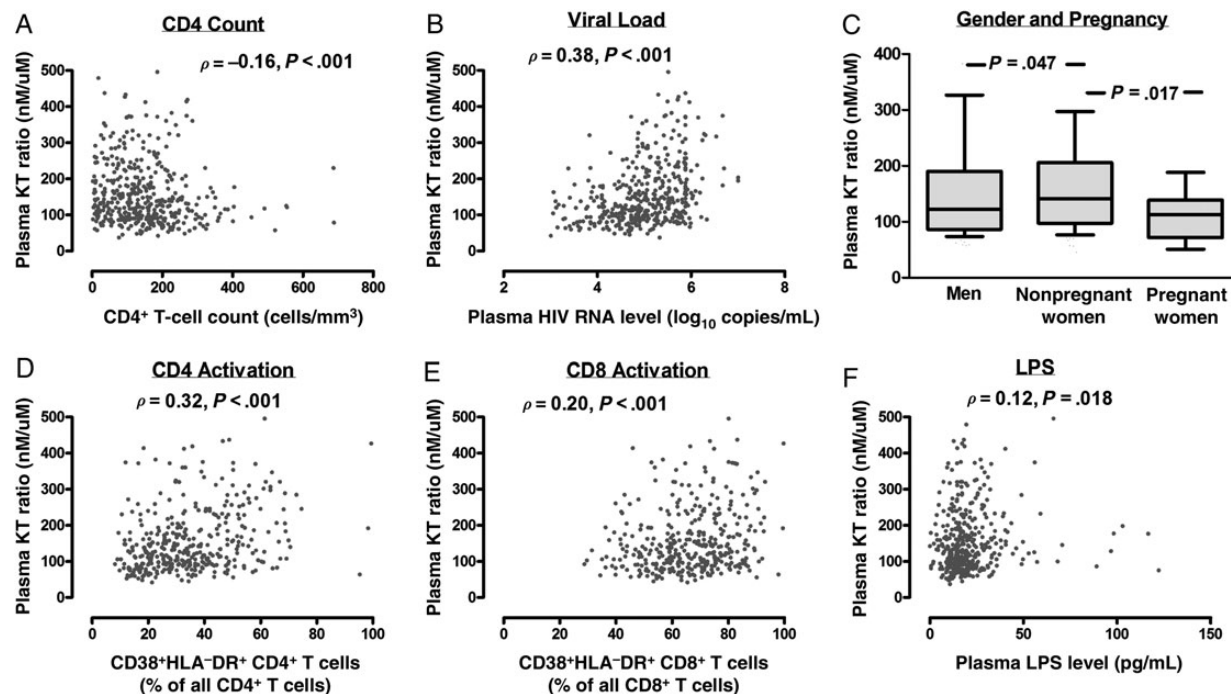 A
CD4 Count
ρ = –0.16, P < .001
Plasma KT ratio (nM/uM)
500
400
300
200
100
0
0 200 400 600 800
CD4⁺ T-cell count (cells/mm³)
B
Viral Load
ρ = 0.38, P < .001
Plasma KT ratio (nM/uM)
500
400
300
200
100
0
2 4 6 8
Plasma HIV RNA level (log₁₀ copies/mL)
C
Gender and Pregnancy
P = .047
P = .017
Plasma KT ratio (nM/uM)
400
300
200
100
0
Men Nonpregnant women Pregnant women
D
CD4 Activation
ρ = 0.32, P < .001
Plasma KT ratio (nM/uM)
500
400
300
200
100
0
0 20 40 60 80 100
CD38⁺HLA⁻DR⁺ CD4⁺ T cells
(% of all CD4⁺ T cells)
E
CD8 Activation
ρ = 0.20, P < .001
Plasma KT ratio (nM/uM)
500
400
300
200
100
0
0 20 40 60 80 100
CD38⁺HLA⁻DR⁺ CD8⁺ T cells
(% of all CD8⁺ T cells)
F
LPS
ρ = 0.12, P = .018
Plasma KT ratio (nM/uM)
500
400
300
200
100
0
0 50 100 150
Plasma LPS level (pg/mL)